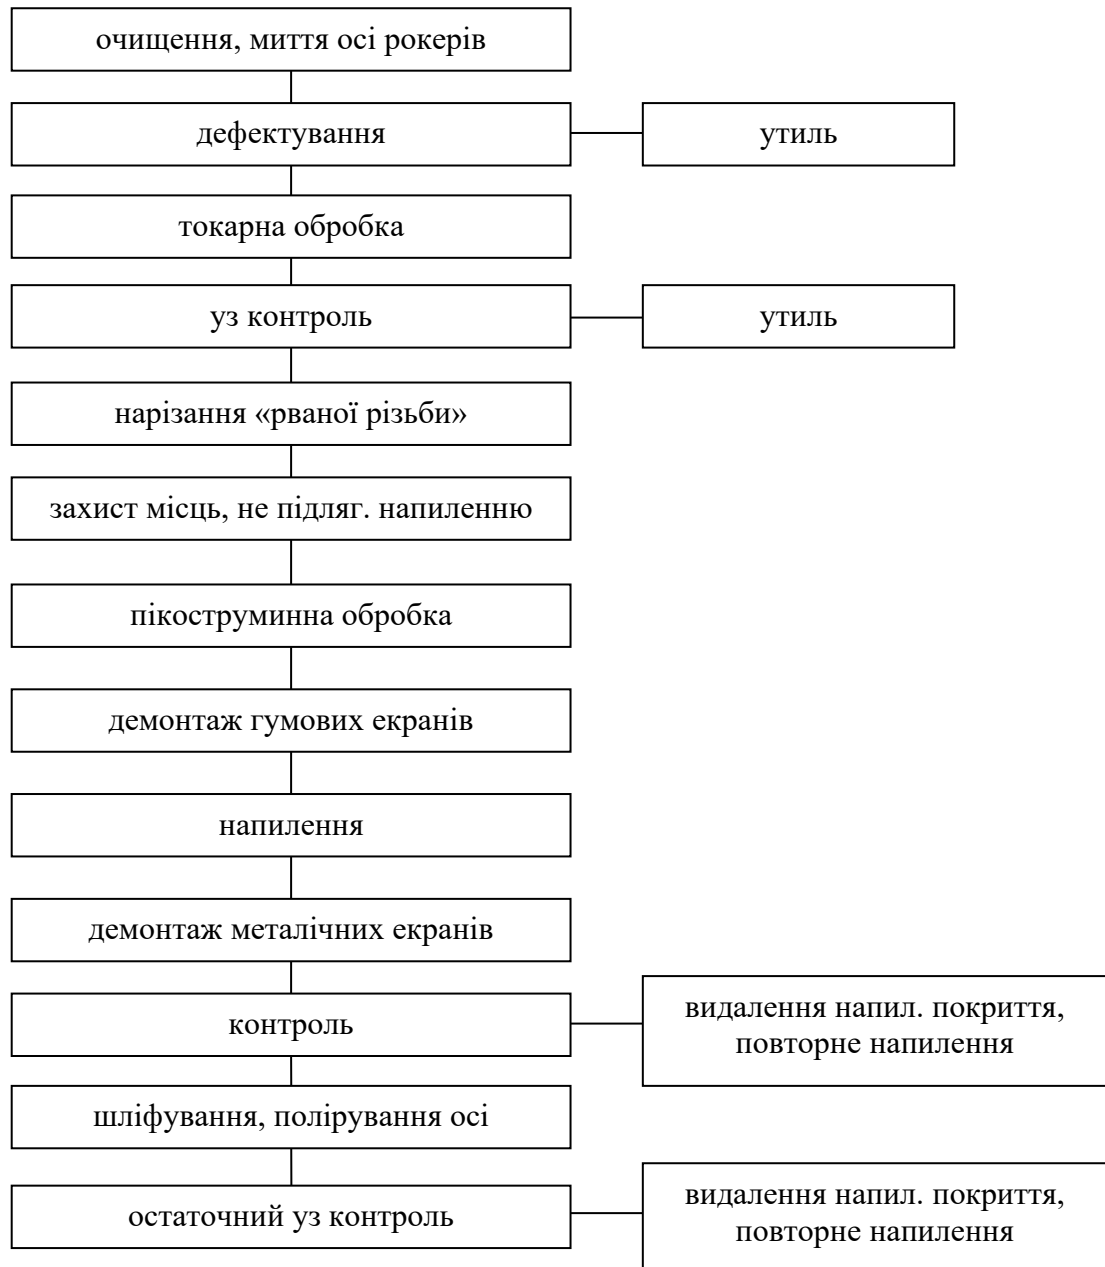 очищення, миття осі рокерів
дефектування
утиль
токарна обробка
уз контроль
утиль
нарізання «рваної різьби»
захист місць, не підляг. напиленню
пікоструминна обробка
демонтаж гумових екранів
напилення
демонтаж металічних екранів
контроль
видалення напил. покриття,
повторне напилення
шліфування, полірування осі
остаточний уз контроль
видалення напил. покриття,
повторне напилення